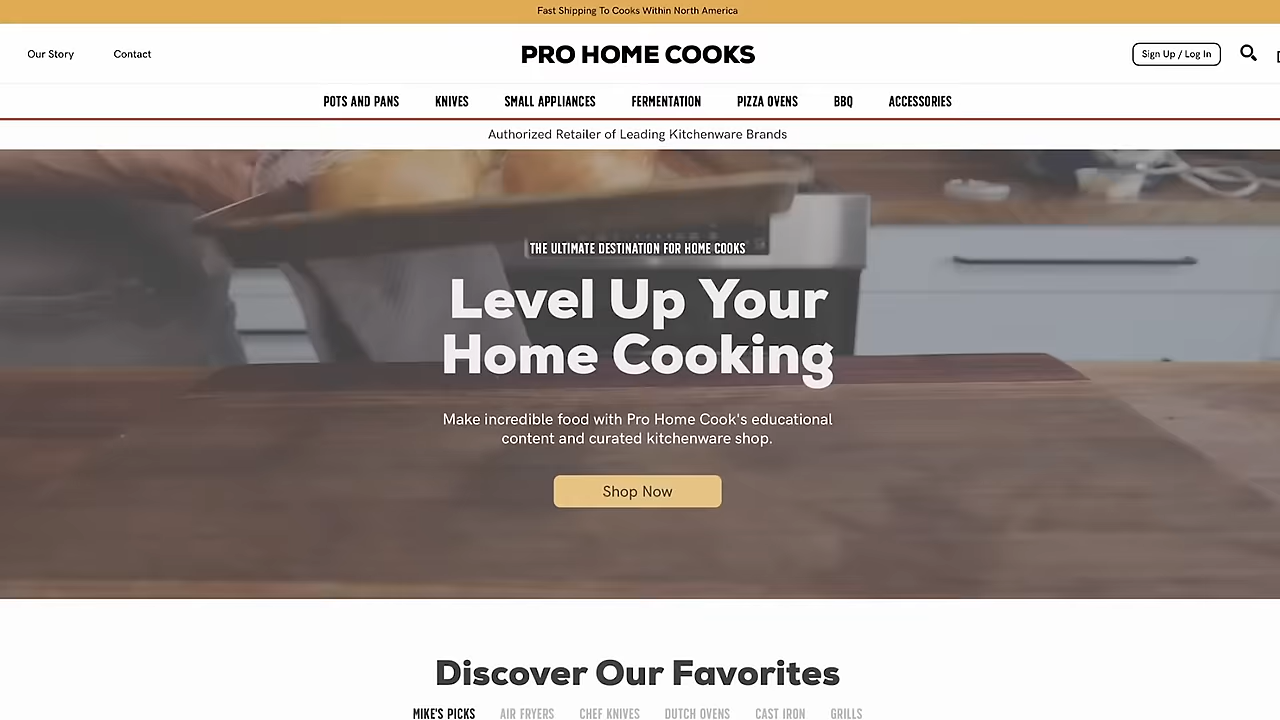 Fast Shipping To Cooks Within North America
Our Story Contact PRO HOME COOKS Sign Up / Log In
POTS AND PANS KNIVES SMALL APPLIANCES FERMENTATION PIZZA OVENS BBQ ACCESSORIES
Authorized Retailer of Leading Kitchenware Brands
THE ULTIMATE DESTINATION FOR HOME COOKS
Level Up Your
Home Cooking
Make incredible food with Pro Home Cook's educational
content and curated kitchenware shop.
Shop Now
Discover Our Favorites
MIKE'S PICKS AIR FRYERS CHEF KNIVES DUTCH OVENS CAST IRON GRILLS